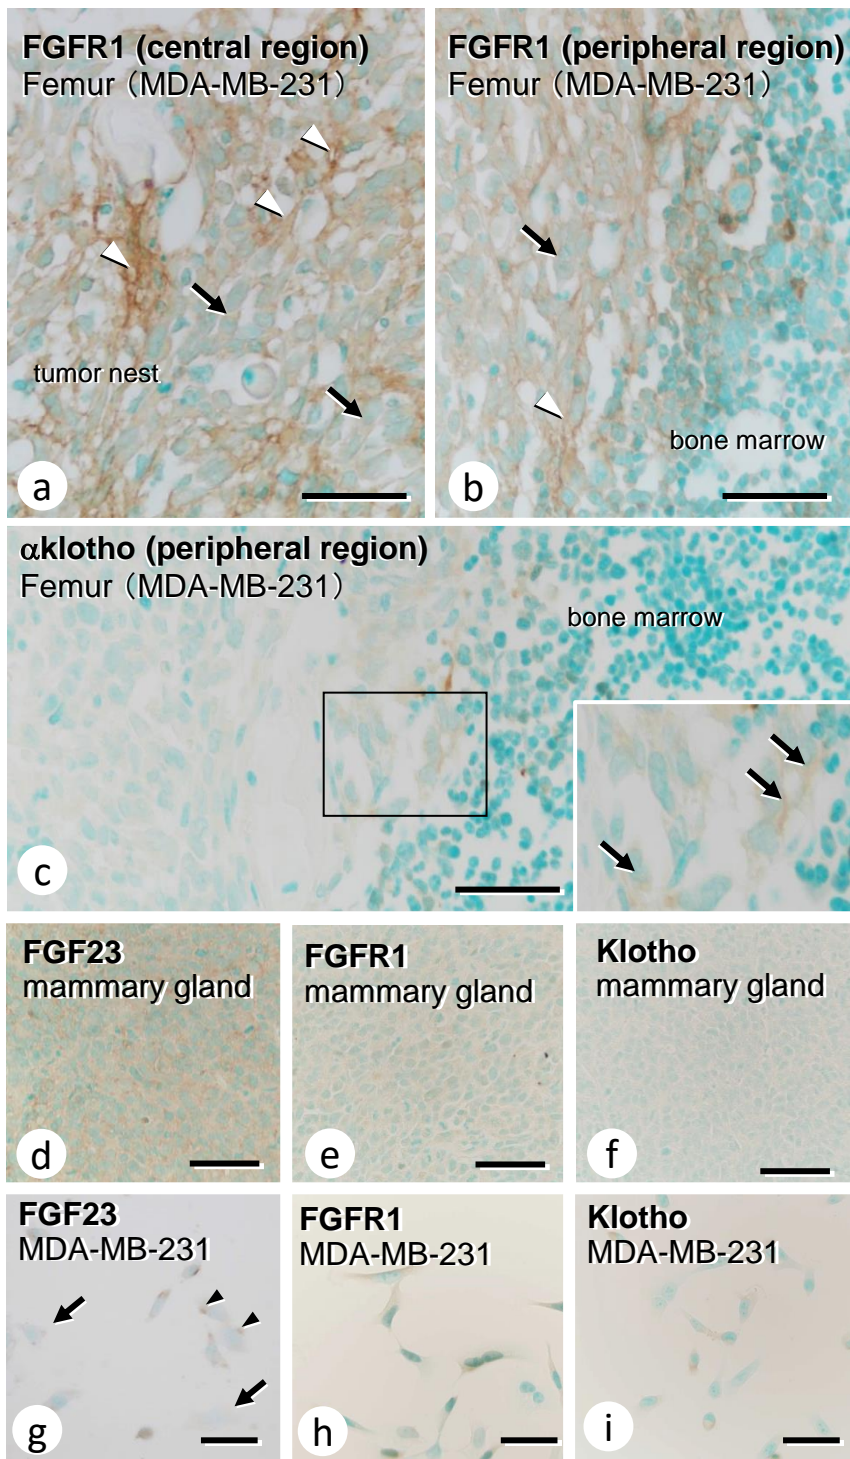 FGFR1 (central region)
Femur（MDA-MB-231）
tumor nest
a
FGFR1 (peripheral region)
Femur（MDA-MB-231）
bone marrow
b
αklotho (peripheral region)
Femur（MDA-MB-231）
bone marrow
c
FGF23
mammary gland
d
FGFR1
mammary gland
e
Klotho
mammary gland
f
FGF23
MDA-MB-231
g
FGFR1
MDA-MB-231
h
Klotho
MDA-MB-231
i